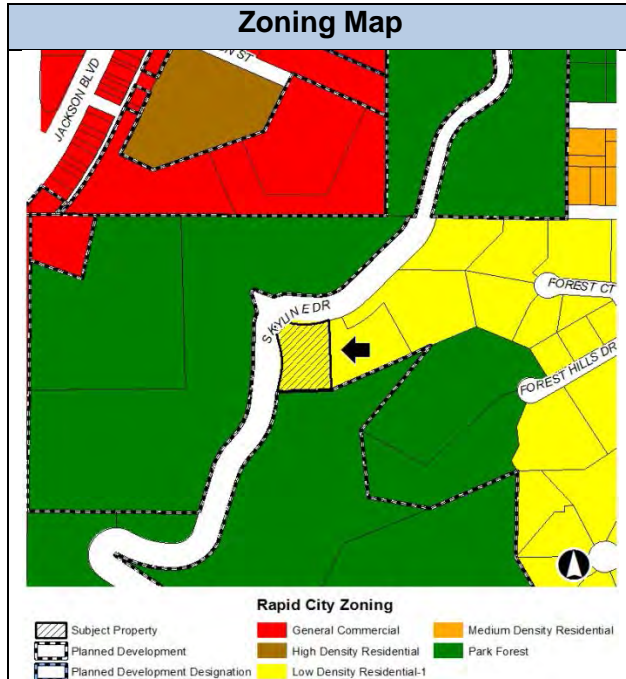 Zoning Map
JACKSON BLVD
ON ST
SKYLINE DR
FOREST CT
FOREST HILLS DR
Rapid City Zoning
Subject Property
General Commercial
Medium Density Residential
Planned Development
High Density Residential
Park Forest
Planned Development Designation
Low Density Residential-1